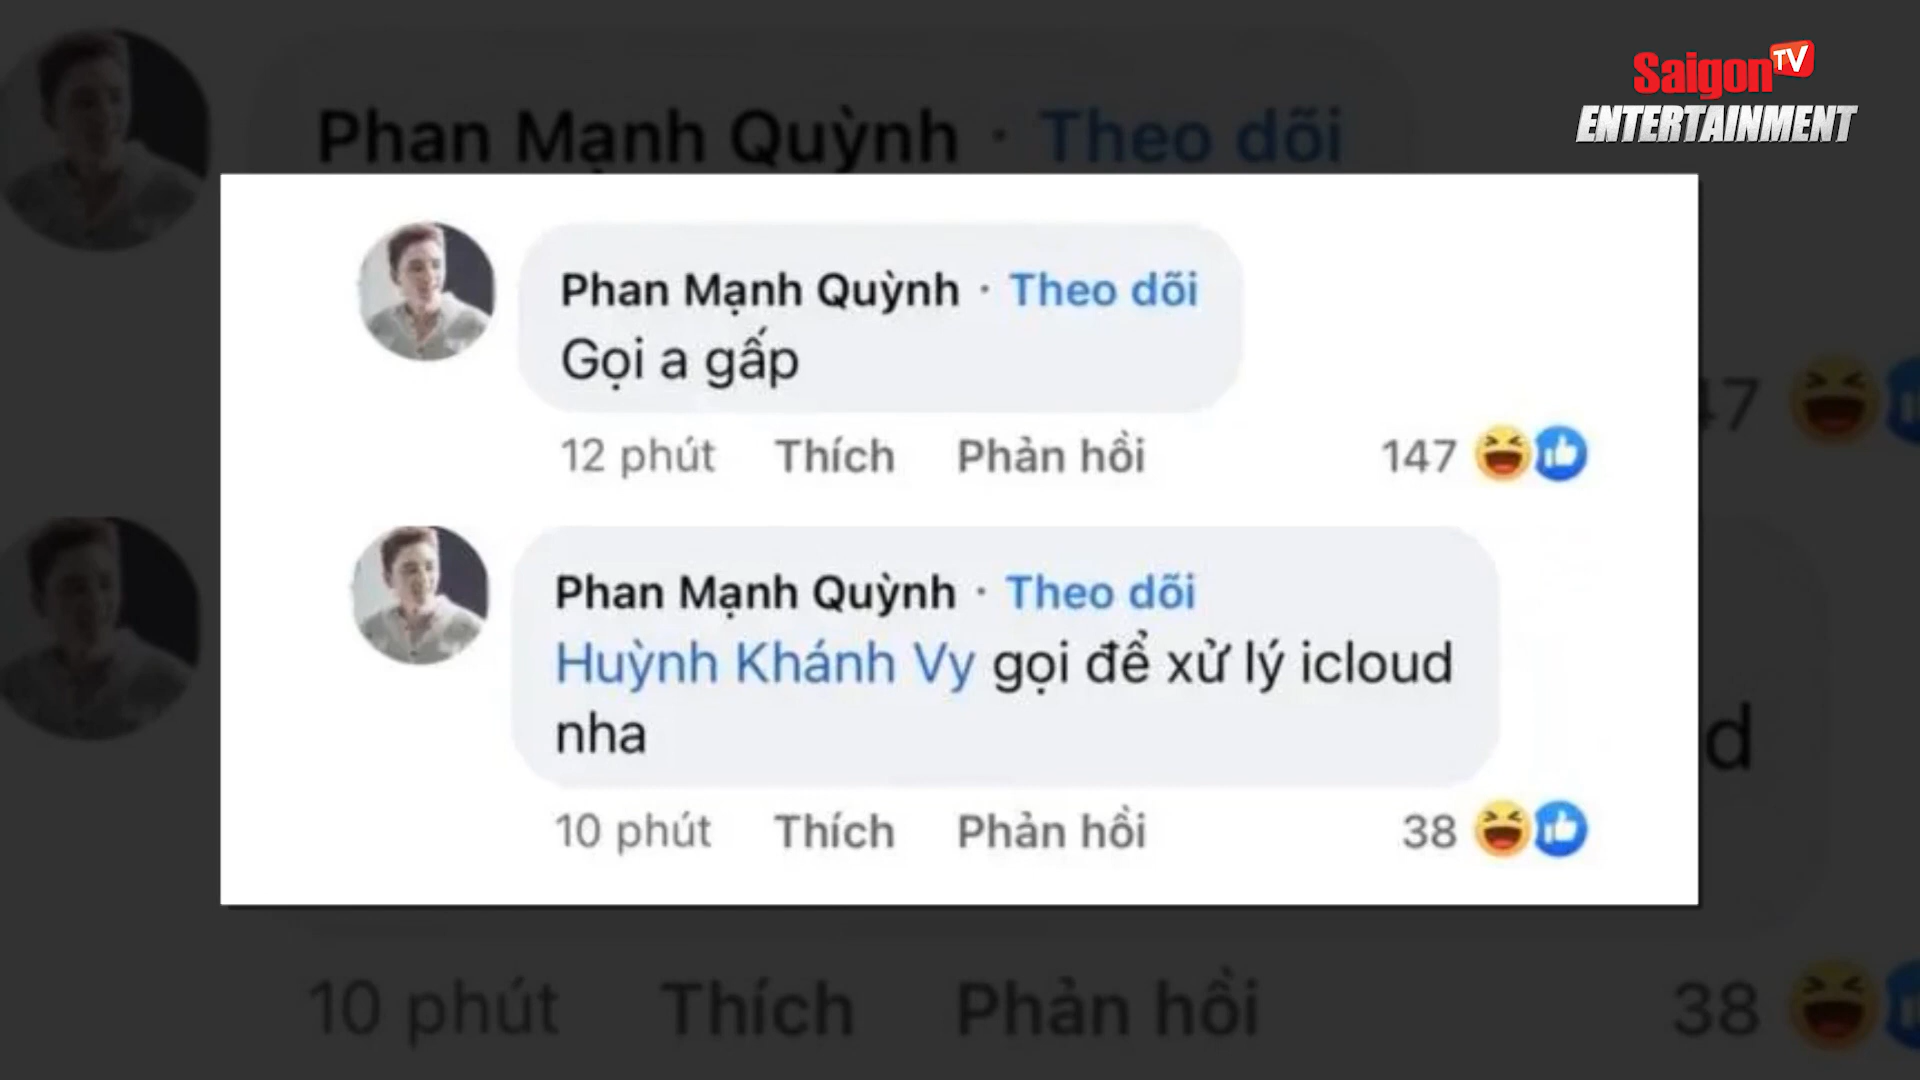 Saigon TV
ENTERTAINMENT
Phan Mạnh Quỳnh · Theo dõi
Phan Mạnh Quỳnh · Theo dõi
Gọi a gấp
12 phút Thích Phản hồi 147
47
Phan Mạnh Quỳnh · Theo dõi
Huỳnh Khánh Vy gọi để xử lý icloud
nha
d
10 phút Thích Phản hồi 38
10 phút Thích Phản hồi 38